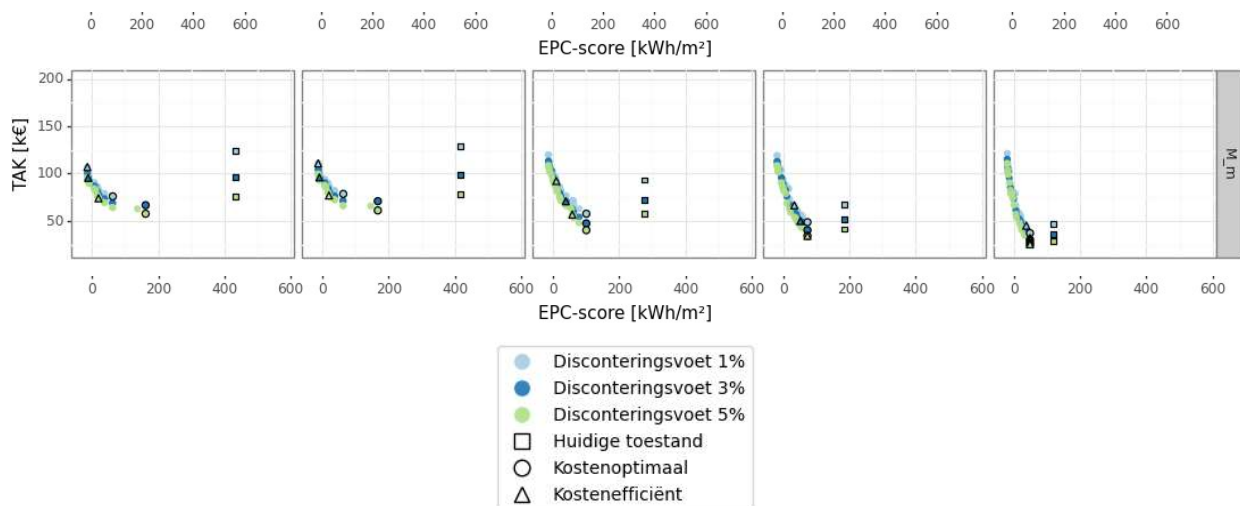 0 200 400 600 0 200 400 600 0 200 400 600 0 200 400 600 0 200 400 600
EPC-score [kWh/m²]
200
150
100
50
TAK [k€]
M_m
0 200 400 600 0 200 400 600 0 200 400 600 0 200 400 600 0 200 400 600
EPC-score [kWh/m²]
Disconteringsvoet 1%
Disconteringsvoet 3%
Disconteringsvoet 5%
Huidige toestand
Kostenoptimaal
Kostenefficiënt